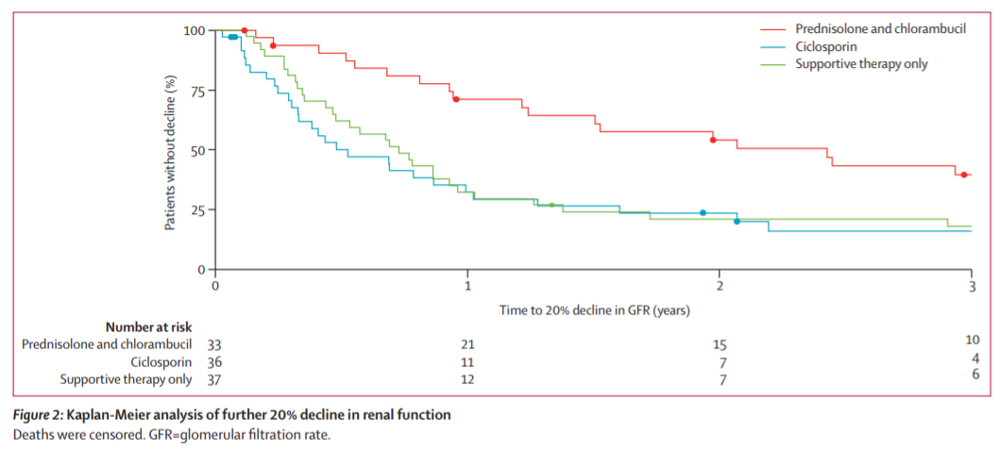 100
75
50
25
0
Patients without decline (%)
Prednisolone and chlorambucil
Ciclosporin
Supportive therapy only
0 1 2 3
Time to 20% decline in GFR (years)
Number at risk
Prednisolone and chlorambucil 33 21 15 10
Ciclosporin 36 11 7 4
Supportive therapy only 37 12 7 6
Figure 2: Kaplan-Meier analysis of further 20% decline in renal function
Deaths were censored. GFR=glomerular filtration rate.